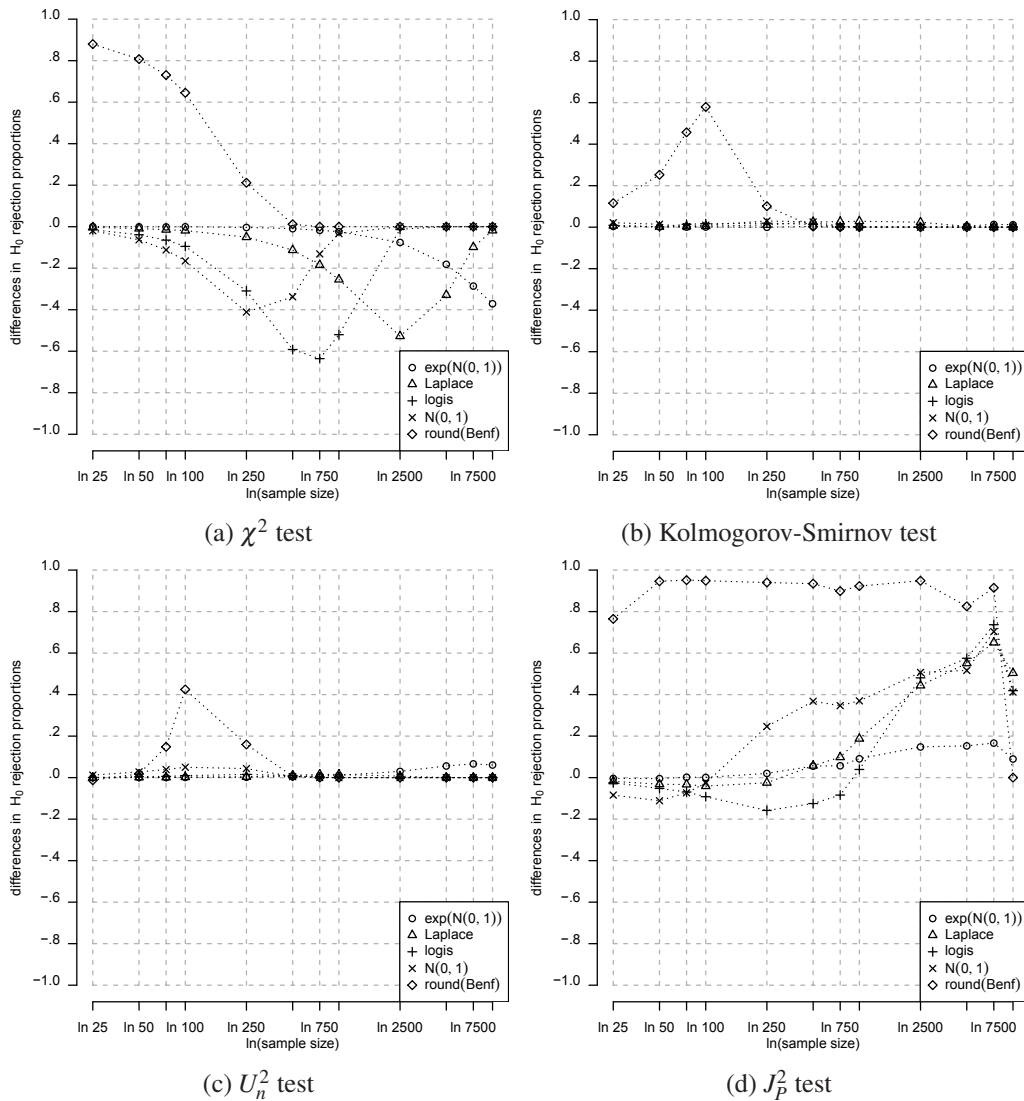 1.0
.8
.6
.4
.2
.0
−.2
−.4
−.6
−.8
−1.0
differences in H₀ rejection proportions
exp(N(0, 1))
Laplace
logis
N(0, 1)
round(Benf)
ln 25 ln 50 ln 100 ln 250 ln 750 ln 2500 ln 7500
ln(sample size)
(a) χ² test
1.0
.8
.6
.4
.2
.0
−.2
−.4
−.6
−.8
−1.0
differences in H₀ rejection proportions
exp(N(0, 1))
Laplace
logis
N(0, 1)
round(Benf)
ln 25 ln 50 ln 100 ln 250 ln 750 ln 2500 ln 7500
ln(sample size)
(b) Kolmogorov-Smirnov test
1.0
.8
.6
.4
.2
.0
−.2
−.4
−.6
−.8
−1.0
differences in H₀ rejection proportions
exp(N(0, 1))
Laplace
logis
N(0, 1)
round(Benf)
ln 25 ln 50 ln 100 ln 250 ln 750 ln 2500 ln 7500
ln(sample size)
(c) U²ₙ test
1.0
.8
.6
.4
.2
.0
−.2
−.4
−.6
−.8
−1.0
differences in H₀ rejection proportions
exp(N(0, 1))
Laplace
logis
N(0, 1)
round(Benf)
ln 25 ln 50 ln 100 ln 250 ln 750 ln 2500 ln 7500
ln(sample size)
(d) J²_P test